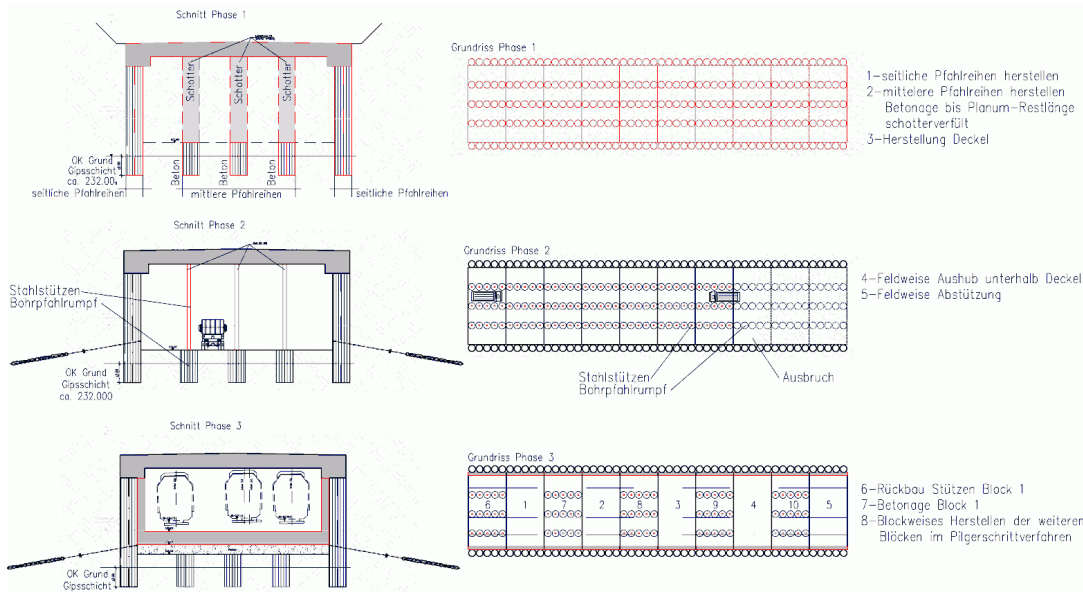 Schnitt Phase 1
Schotter
Schotter
Schotter
Beton
Beton
Beton
OK Grund
Gipsschicht
ca. 232.00
seitliche Pfahlreihen
mittlere Pfahlreihen
seitliche Pfahlreihen
Grundriss Phase 1
1-seitliche Pfahlreihen herstellen
2-mittelere Pfahlreihen herstellen
Betonage bis Planum-Restlänge
schotterverfült
3-Herstellung Deckel
Schnitt Phase 2
Stahlstützen
Bohrpfahlrumpf
OK Grund
Gipsschicht
ca. 232.000
Grundriss Phase 2
Stahlstützen
Bohrpfahlrumpf
Ausbruch
4-Feldweise Aushub unterhalb Deckel
5-Feldweise Abstützung
Schnitt Phase 3
OK Grund
Gipsschicht
Grundriss Phase 3
6 1 7 2 8 3 9 4 10 5
6-Rückbau Stützen Block 1
7-Betonage Block 1
8-Blockweises Herstellen der weiteren
Blöcken im Pilgerschrittverfahren